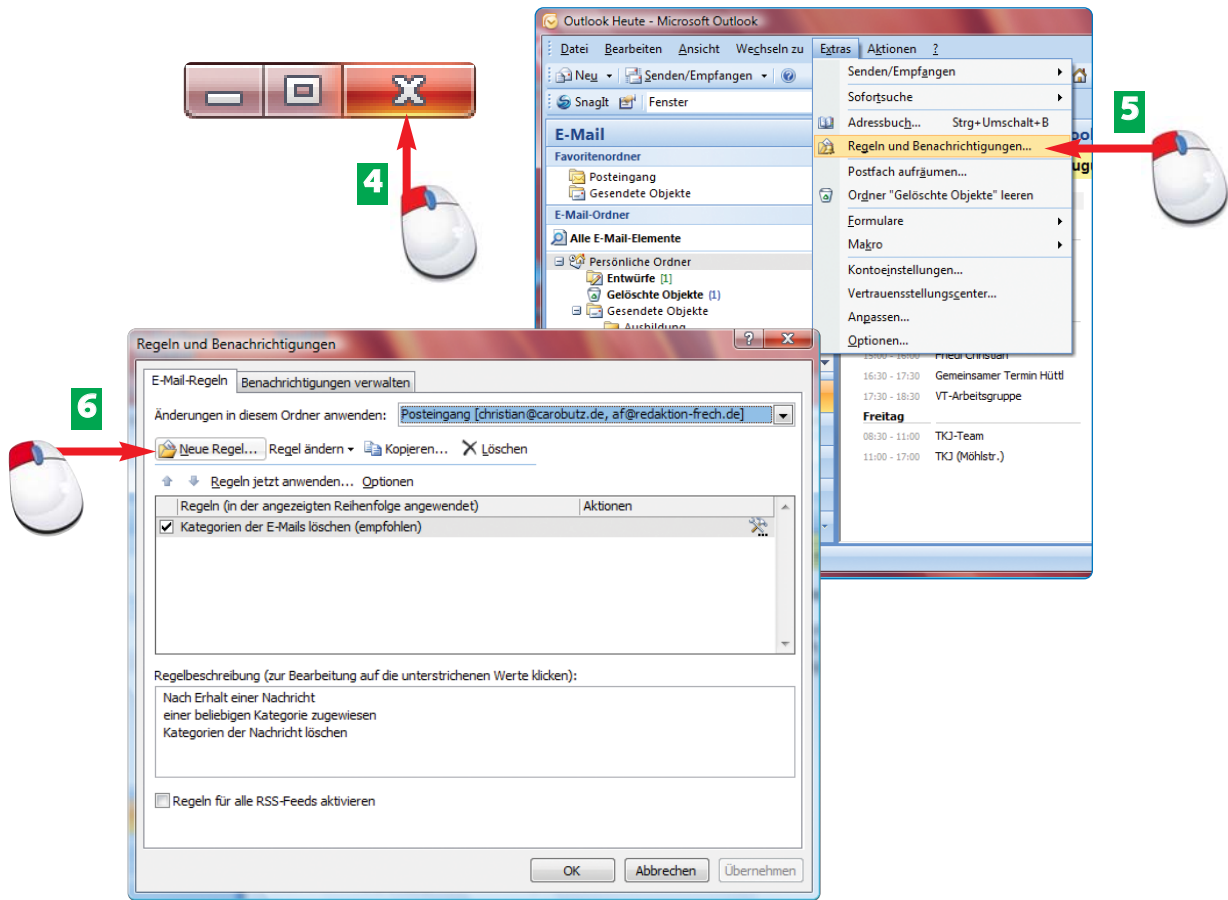 Outlook Heute - Microsoft Outlook
Datei Bearbeiten Ansicht Wechseln zu Extras Aktionen ?
Neu Senden/Empfangen
SnagIt Fenster
E-Mail
Favoritenordner
Posteingang
Gesendete Objekte
E-Mail-Ordner
Alle E-Mail-Elemente
Persönliche Ordner
Entwürfe [1]
Gelöschte Objekte (1)
Gesendete Objekte
Ausbildung
Senden/Empfangen
Sofortsuche
Adressbuch... Strg+Umschalt+B
Regeln und Benachrichtigungen...
Postfach aufräumen...
Ordner "Gelöschte Objekte" leeren
Formulare
Makro
Kontoeinstellungen...
Vertrauensstellungscenter...
Anpassen...
Optionen...
15:00 - 16:00 Friedl Christian
16:30 - 17:30 Gemeinsamer Termin Hüttl
17:30 - 18:30 VT-Arbeitsgruppe
Freitag
08:30 - 11:00 TKJ-Team
11:00 - 17:00 TKJ (Möhlstr.)
4
5
6
Regeln und Benachrichtigungen
E-Mail-Regeln Benachrichtigungen verwalten
Änderungen in diesem Ordner anwenden: Posteingang [christian@carobutz.de, af@redaktion-frech.de]
Neue Regel... Regel ändern Kopieren... Löschen
Regeln jetzt anwenden... Optionen
Regeln (in der angezeigten Reihenfolge angewendet) Aktionen
Kategorien der E-Mails löschen (empfohlen)
Regelbeschreibung (zur Bearbeitung auf die unterstrichenen Werte klicken):
Nach Erhalt einer Nachricht
einer beliebigen Kategorie zugewiesen
Kategorien der Nachricht löschen
Regeln für alle RSS-Feeds aktivieren
OK Abbrechen Übernehmen